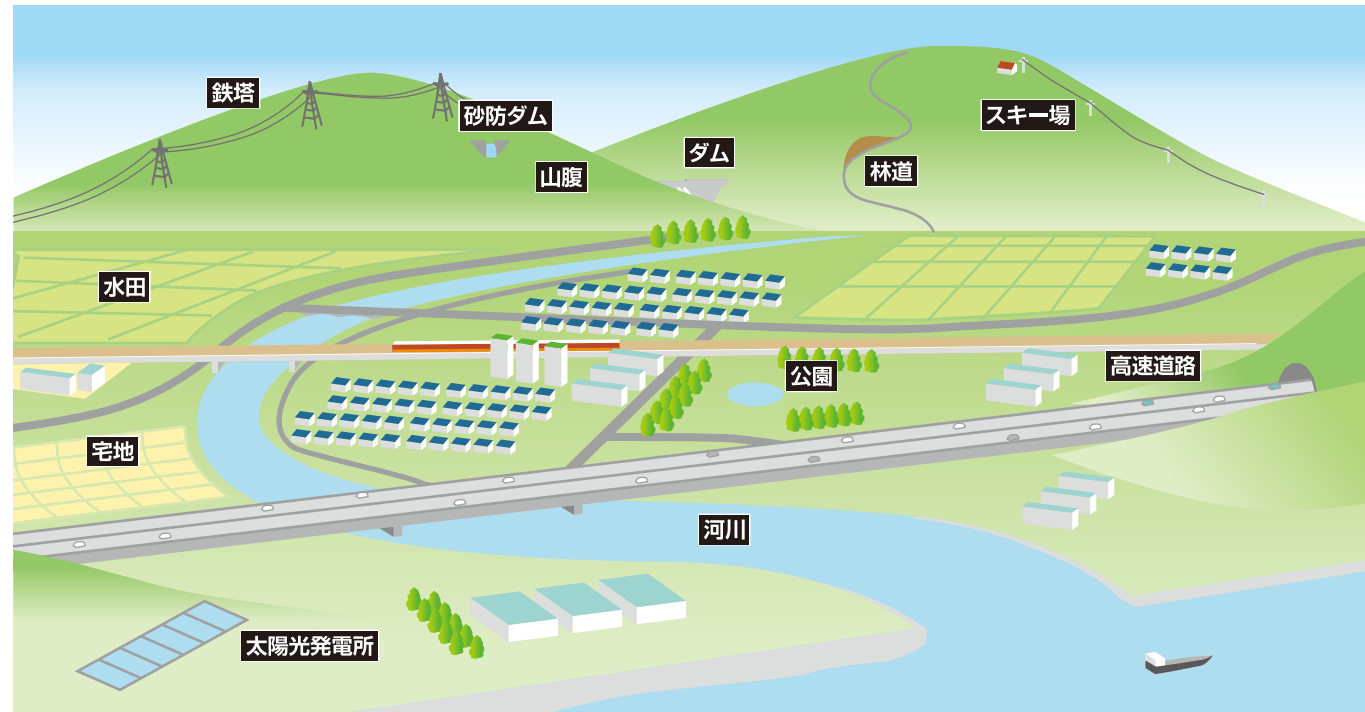 鉄塔
砂防ダム
スキー場
ダム
山腹
林道
水田
高速道路
公園
宅地
河川
太陽光発電所